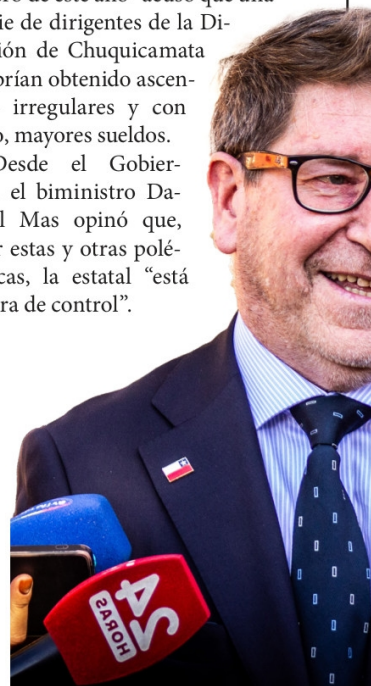 de este año acusó que una
ie de dirigentes de la Di-
ión de Chuquicamata
brían obtenido ascen-
irregulares y con
o, mayores sueldos.
Desde el Gobier-
el biministro Da-
l Mas opinó que,
r estas y otras polé-
cas, la estatal “está
ra de control”.
24
HORAS